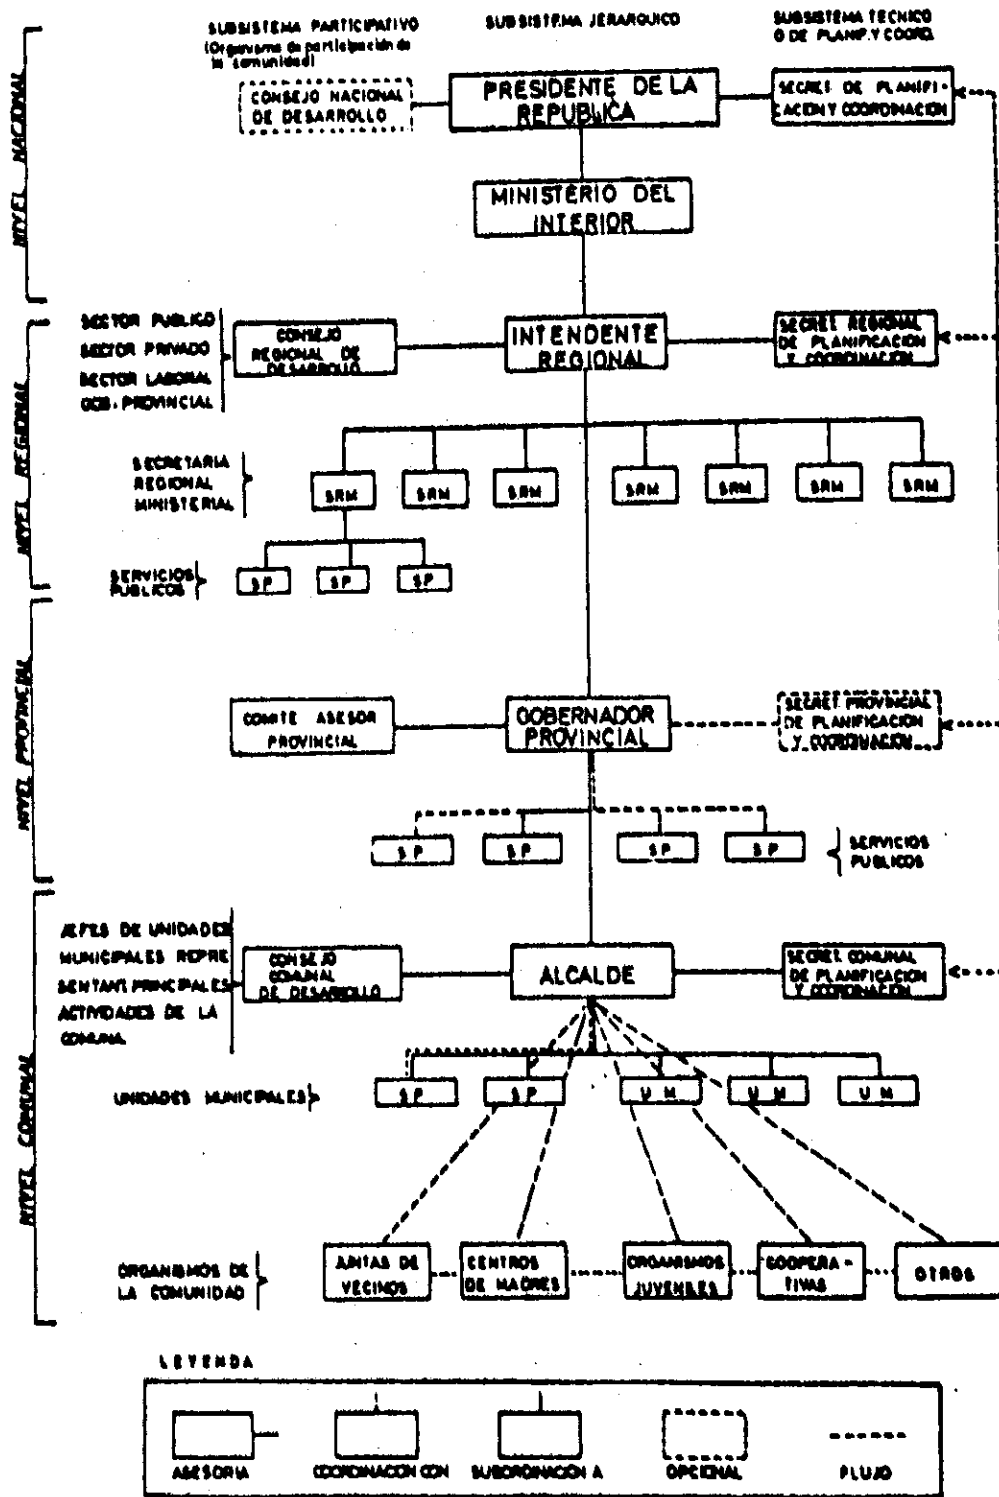 SUBSISTEMA PARTICIPATIVO
(Organismo de participación de
la comunidad)
SUBSISTEMA JERARQUICO
SUBSISTEMA TECNICO
O DE PLANIF. Y COORD.
NIVEL NACIONAL
CONSEJO NACIONAL
DE DESARROLLO
PRESIDENTE DE LA
REPUBLICA
SECRET. DE PLANIFI-
CACION Y COORDINACION
MINISTERIO DEL
INTERIOR
NIVEL REGIONAL
SECTOR PUBLICO
SECTOR PRIVADO
SECTOR LABORAL
GOB. PROVINCIAL
CONSEJO
REGIONAL DE
DESARROLLO
INTENDENTE
REGIONAL
SECRET. REGIONAL
DE PLANIFICACION
Y COORDINACION
SECRETARIA
REGIONAL
MINISTERIAL
SRM
SRM
SRM
SRM
SRM
SRM
SRM
SERVICIOS
PUBLICOS
SP
SP
SP
NIVEL PROVINCIAL
COMITE ASESOR
PROVINCIAL
GOBERNADOR
PROVINCIAL
SECRET. PROVINCIAL
DE PLANIFICACION
Y COORDINACION
SP
SP
SP
SP
SERVICIOS
PUBLICOS
NIVEL COMUNAL
JEFES DE UNIDADES
MUNICIPALES REPRE
SENTANT. PRINCIPALES
ACTIVIDADES DE LA
COMUNA.
CONSEJO
COMUNAL
DE DESARROLLO
ALCALDE
SECRET. COMUNAL
DE PLANIFICACION
Y COORDINACION
UNIDADES MUNICIPALES
SP
SP
UM
UM
UM
ORGANISMOS DE
LA COMUNIDAD
JUNTAS DE
VECINOS
CENTROS
DE MADRES
ORGANISMOS
JUVENILES
COOPERA-
TIVAS
OTROS
LEYENDA
ASESORIA
COORDINACION CON
SUBORDINACION A
OPCIONAL
FLUJO